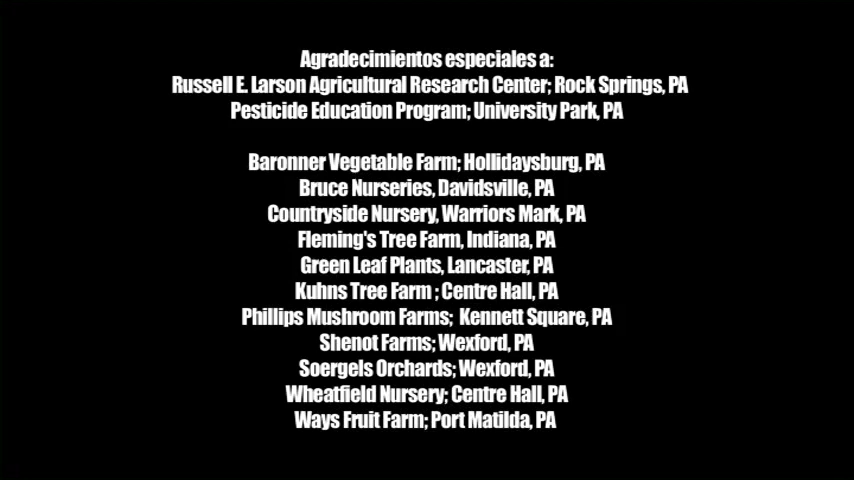 Agradecimientos especiales a:
Russell E. Larson Agricultural Research Center; Rock Springs, PA
Pesticide Education Program; University Park, PA
Baronner Vegetable Farm; Hollidaysburg, PA
Bruce Nurseries, Davidsville, PA
Countryside Nursery, Warriors Mark, PA
Fleming's Tree Farm, Indiana, PA
Green Leaf Plants, Lancaster, PA
Kuhns Tree Farm ; Centre Hall, PA
Phillips Mushroom Farms;  Kennett Square, PA
Shenot Farms; Wexford, PA
Soergels Orchards; Wexford, PA
Wheatfield Nursery; Centre Hall, PA
Ways Fruit Farm; Port Matilda, PA